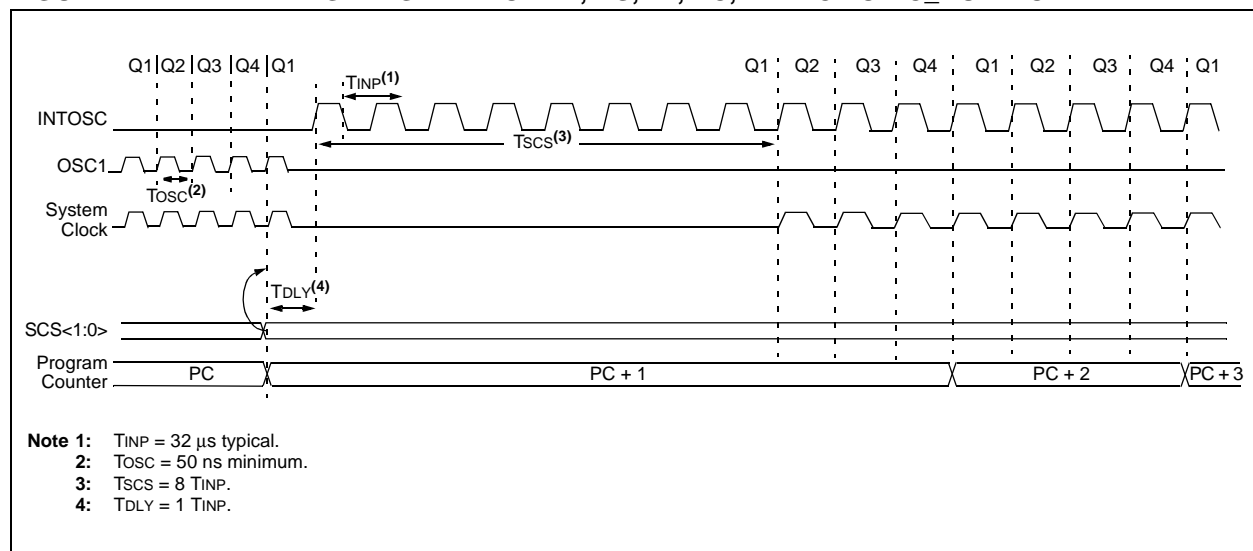 Q1 Q2 Q3 Q4 Q1 Q1 Q2 Q3 Q4 Q1 Q2 Q3 Q4 Q1
TINP(1)
INTOSC
TSCS(3)
OSC1
TOSC(2)
System
Clock
TDLY(4)
SCS<1:0>
Program
Counter
PC PC + 1 PC + 2 PC + 3
Note 1: TINP = 32 μs typical.
2: TOSC = 50 ns minimum.
3: TSCS = 8 TINP.
4: TDLY = 1 TINP.